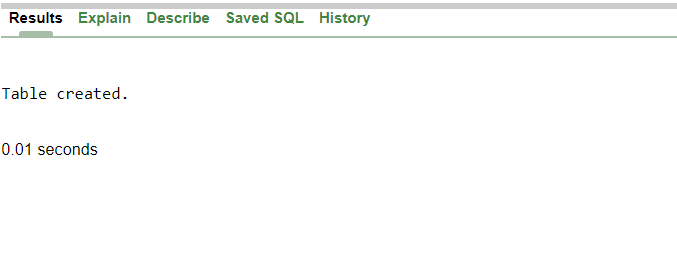 Results Explain Describe Saved SQL History
Table created.
0.01 seconds